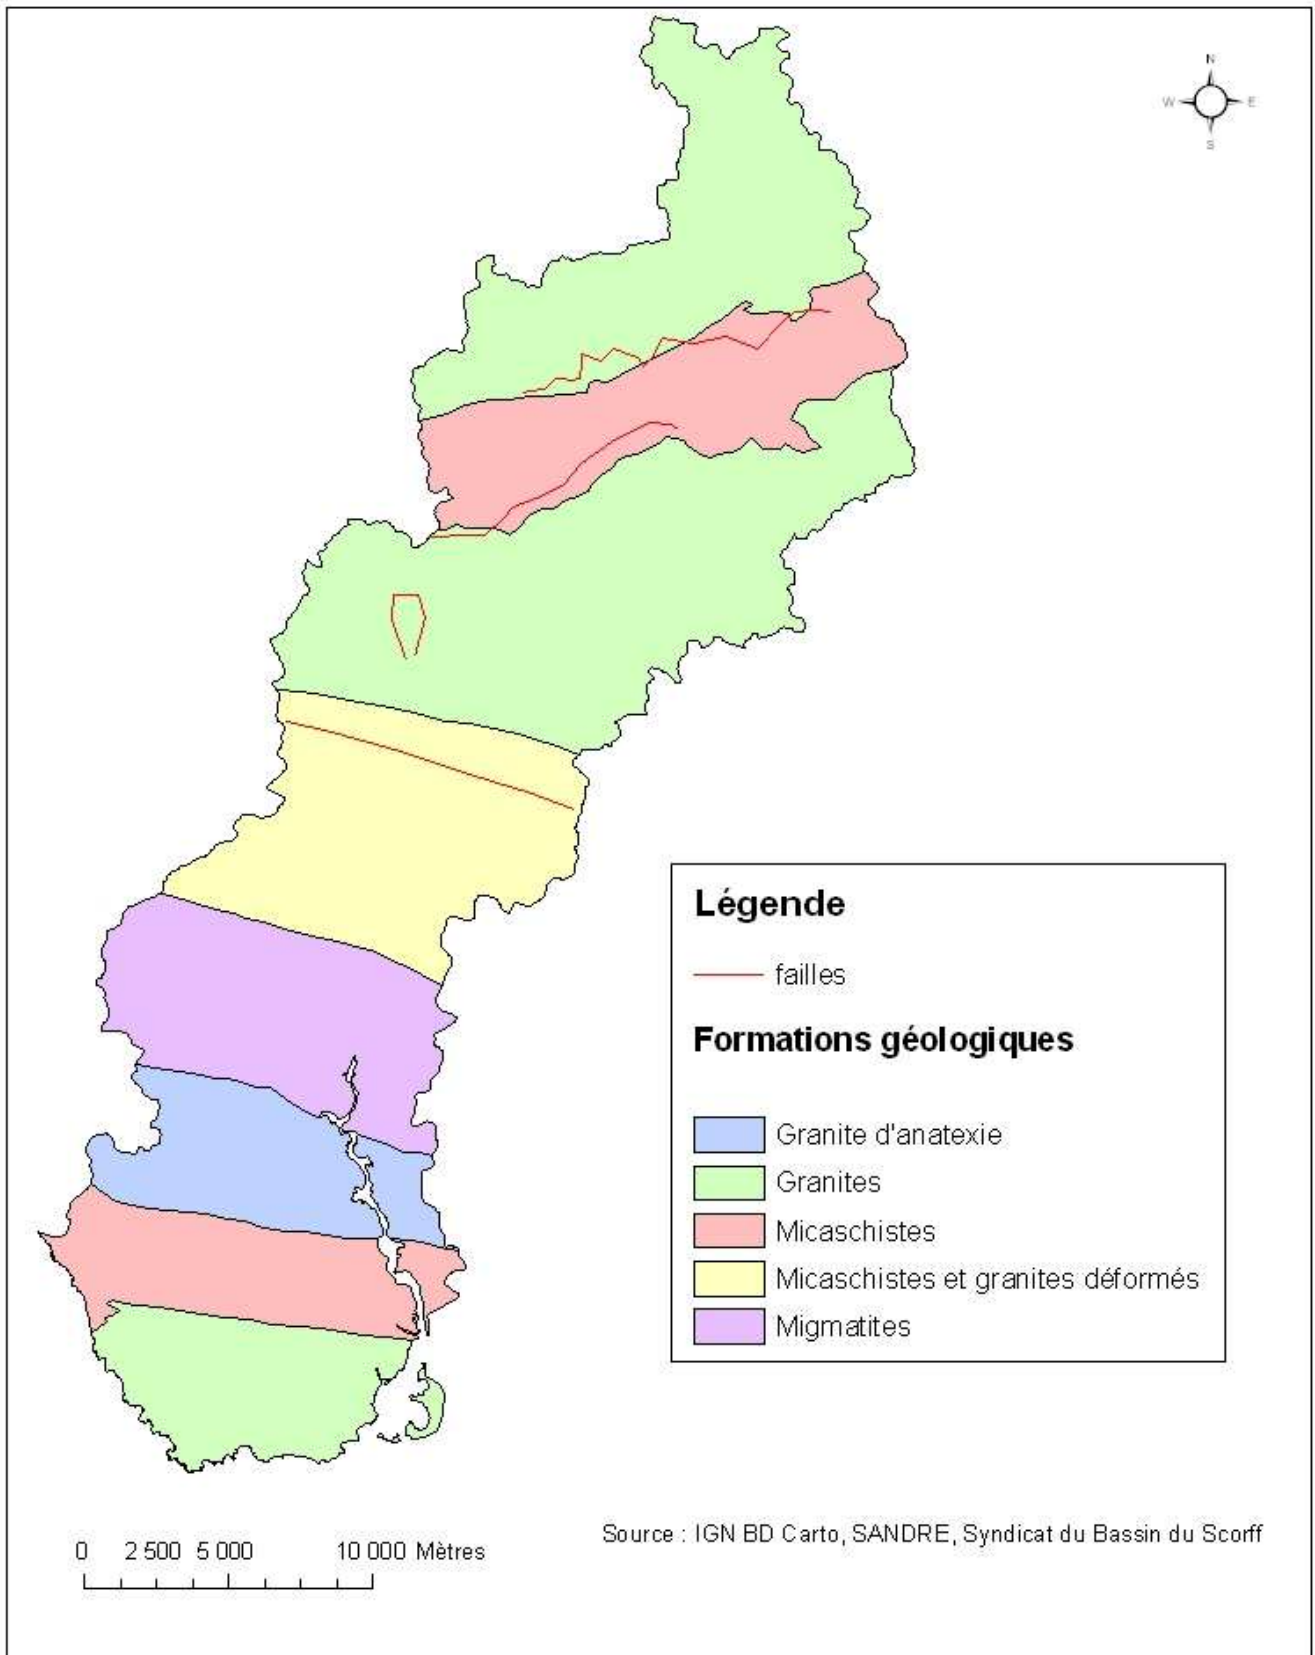 N
W E
S
Légende
failles
Formations géologiques
Granite d'anatexie
Granites
Micaschistes
Micaschistes et granites déformés
Migmatites
Source : IGN BD Carto, SANDRE, Syndicat du Bassin du Scorff
0 2 500 5 000 10 000 Mètres